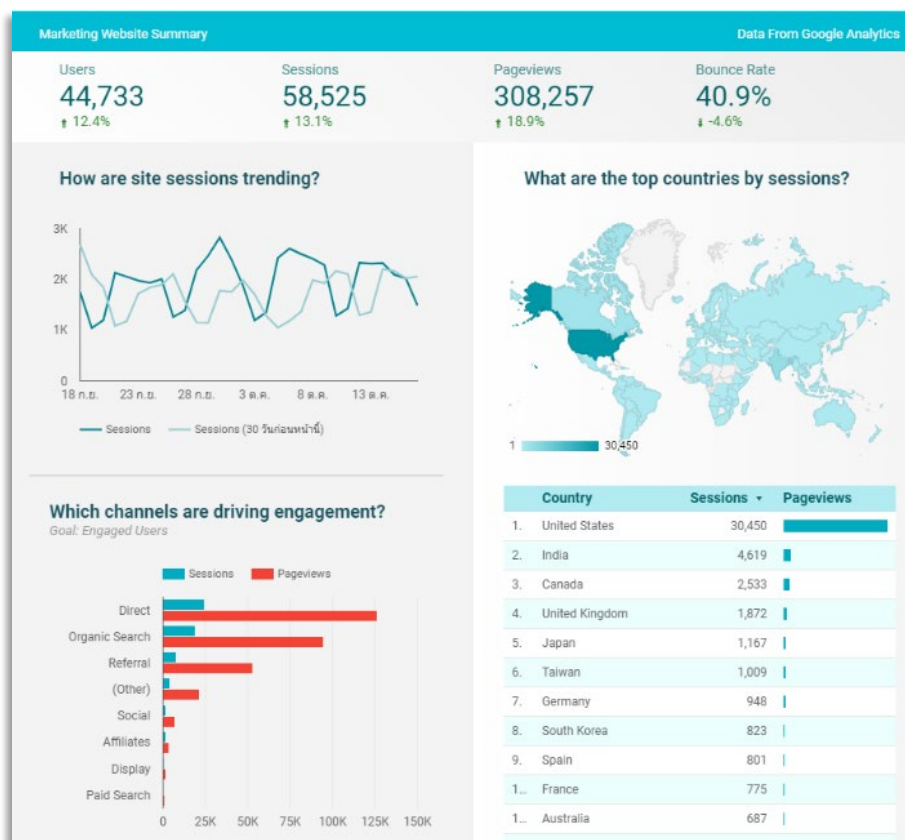 Marketing Website Summary
Data From Google Analytics
Users
44,733
12.4%
Sessions
58,525
13.1%
Pageviews
308,257
18.9%
Bounce Rate
40.9%
-4.6%
How are site sessions trending?
3K
2K
1K
0
18 ก.ย. 23 ก.ย. 28 ก.ย. 3 ต.ค. 8 ต.ค. 13 ต.ค.
Sessions Sessions (30 วันก่อนหน้านี้)
Which channels are driving engagement?
Goal: Engaged Users
Sessions Pageviews
Direct
Organic Search
Referral
(Other)
Social
Affiliates
Display
Paid Search
0 25K 50K 75K 100K 125K 150K
What are the top countries by sessions?
1 30,450
Country Sessions Pageviews
1. United States 30,450
2. India 4,619
3. Canada 2,533
4. United Kingdom 1,872
5. Japan 1,167
6. Taiwan 1,009
7. Germany 948
8. South Korea 823
9. Spain 801
1... France 775
1... Australia 687